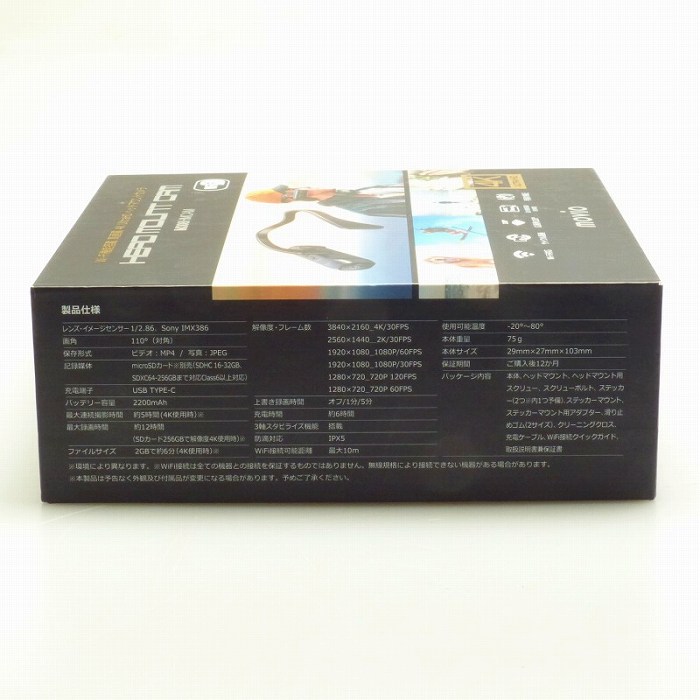 HEAD MOUNT CAM
movio
製品仕様
レンズ・イメージセンサー 1/2.86、Sony IMX386
画角 110°（対角）
保存形式 ビデオ：MP4 / 写真：JPEG
記録媒体 microSDカード※別売（SDHC 16-32GB、
SDXC64-256GBまで対応Class6以上対応）
充電端子 USB TYPE-C
バッテリー容量 2200mAh
最大連続撮影時間 約5時間（4K使用時）※
最大録画時間 約12時間
（SDカード256GBで解像度4K使用時）※
ファイルサイズ 2GBで約6分（4K使用時）※
解像度・フレーム数 3840×2160_4K/30FPS
2560×1440_2K/30FPS
1920×1080_1080P/60FPS
1920×1080_1080P/30FPS
1280×720_720P 120FPS
1280×720_720P 60FPS
上書き録画時間 オフ/1分/5分
充電時間 約6時間
3軸スタビライズ機能 搭載
防滴対応 IPX5
WiFi接続可能距離 最大10m
使用可能温度 -20°~80°
本体重量 75g
本体サイズ 29mm×27mm×103mm
保証期間 ご購入後12か月
パッケージ内容 本体、ヘッドマウント、ヘッドマウント用
スクリュー、スクリューボルト、ステッカ
ー（2つ※内1つ予備）、ステッカーマウント、
ステッカーマウント用アダプター、滑り止
めゴム（2サイズ）、クリーニングクロス、
充電ケーブル、WiFi接続クイックガイド、
取扱説明書兼保証書
※環境により異なります。※WiFi接続は全ての機器との接続を保証するものではありません。無線規格により接続できない機器がある場合があります。
※本製品は予告なく外観及び付属品が変更になる場合があります。予めご了承ください。